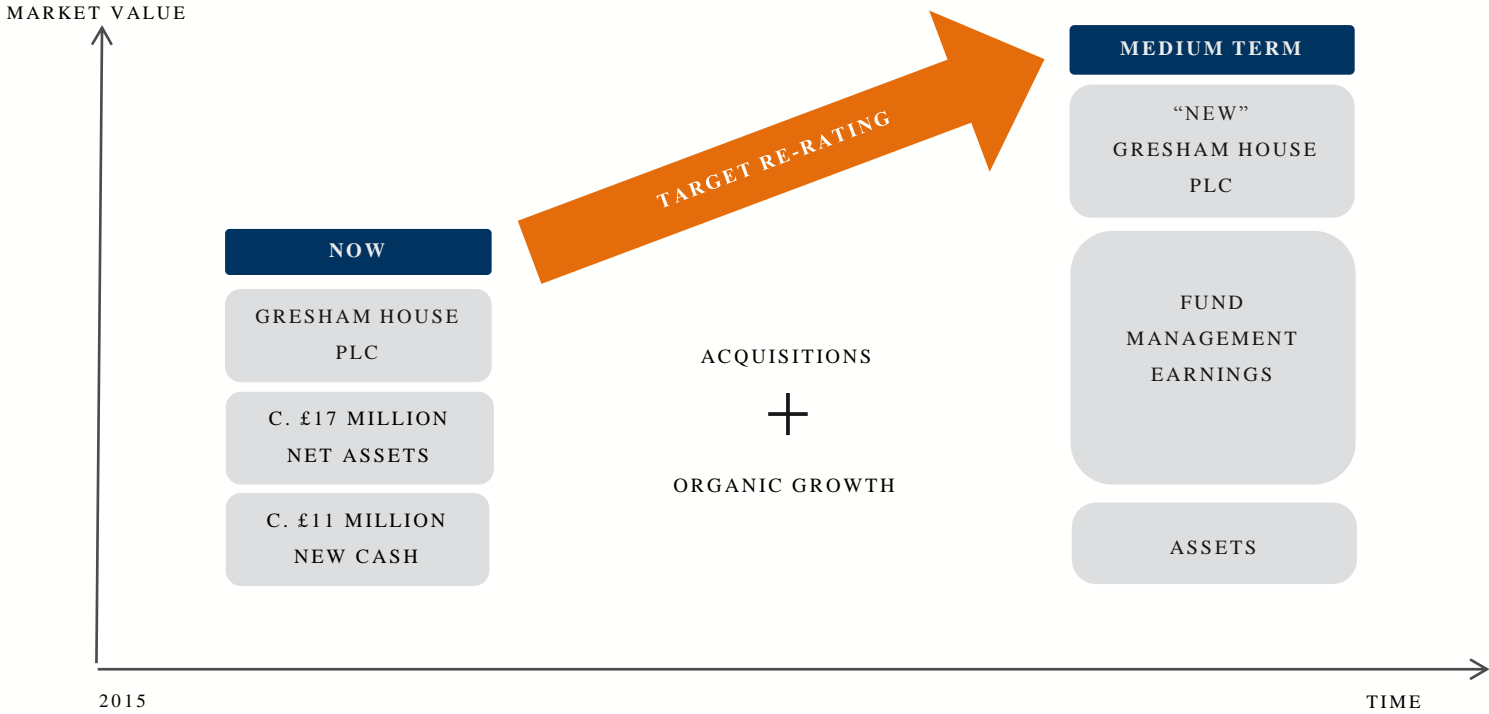 MARKET VALUE
NOW
GRESHAM HOUSE
PLC
C. £17 MILLION
NET ASSETS
C. £11 MILLION
NEW CASH
TARGET RE-RATING
ACQUISITIONS
+
ORGANIC GROWTH
MEDIUM TERM
“NEW”
GRESHAM HOUSE
PLC
FUND
MANAGEMENT
EARNINGS
ASSETS
2015
TIME